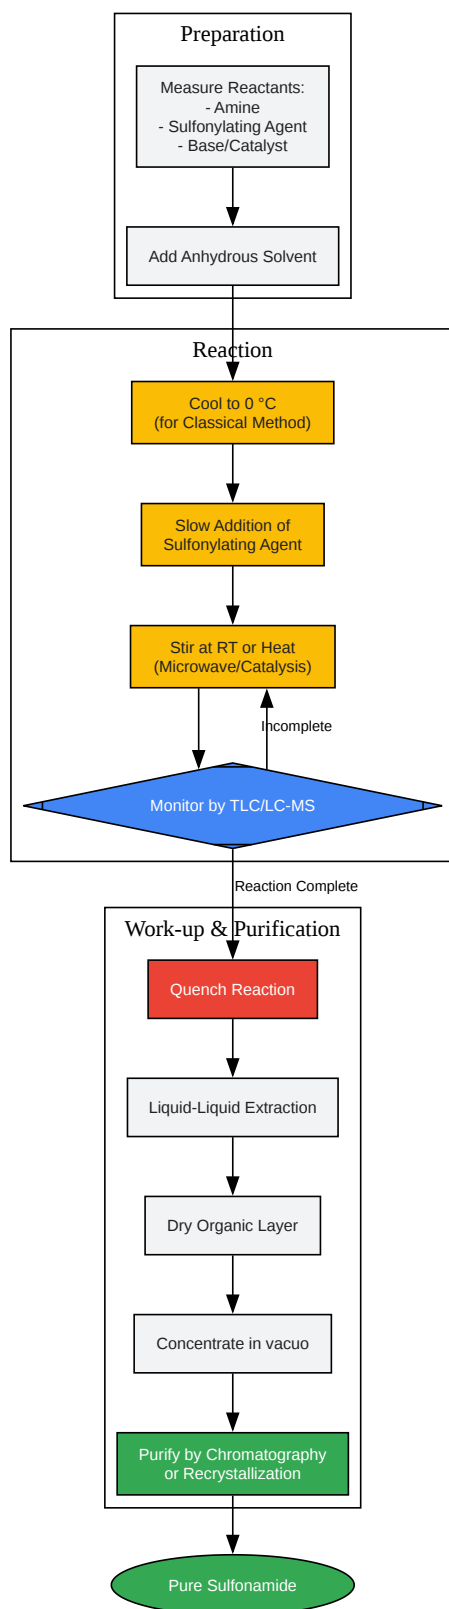 Preparation
Measure Reactants:
- Amine
- Sulfonylating Agent
- Base/Catalyst
Add Anhydrous Solvent
Reaction
Cool to 0 °C
(for Classical Method)
Slow Addition of
Sulfonylating Agent
Stir at RT or Heat
(Microwave/Catalysis)
Incomplete
Monitor by TLC/LC-MS
Reaction Complete
Work-up & Purification
Quench Reaction
Liquid-Liquid Extraction
Dry Organic Layer
Concentrate in vacuo
Purify by Chromatography
or Recrystallization
Pure Sulfonamide